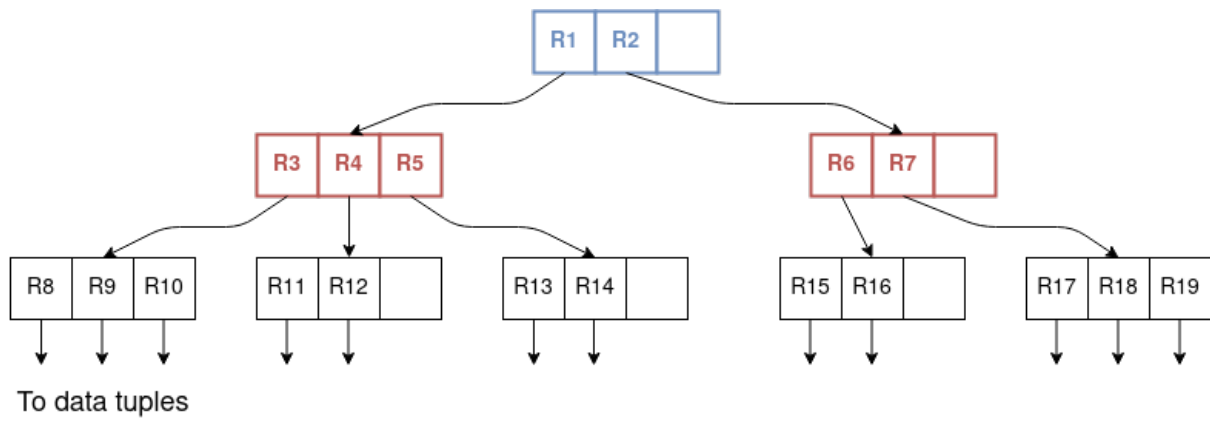 R1 R2
R3 R4 R5 R6 R7
R8 R9 R10 R11 R12 R13 R14 R15 R16 R17 R18 R19
To data tuples